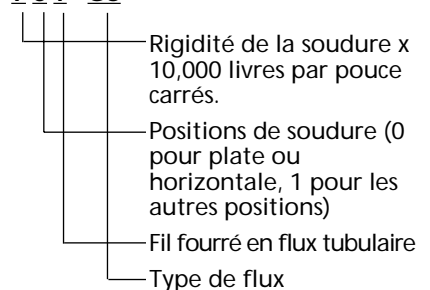 Rigidité de la soudure x
10,000 livres par pouce
carrés.
Positions de soudure (0
pour plate ou
horizontale, 1 pour les
autres positions)
Fil fourré en flux tubulaire
Type de flux